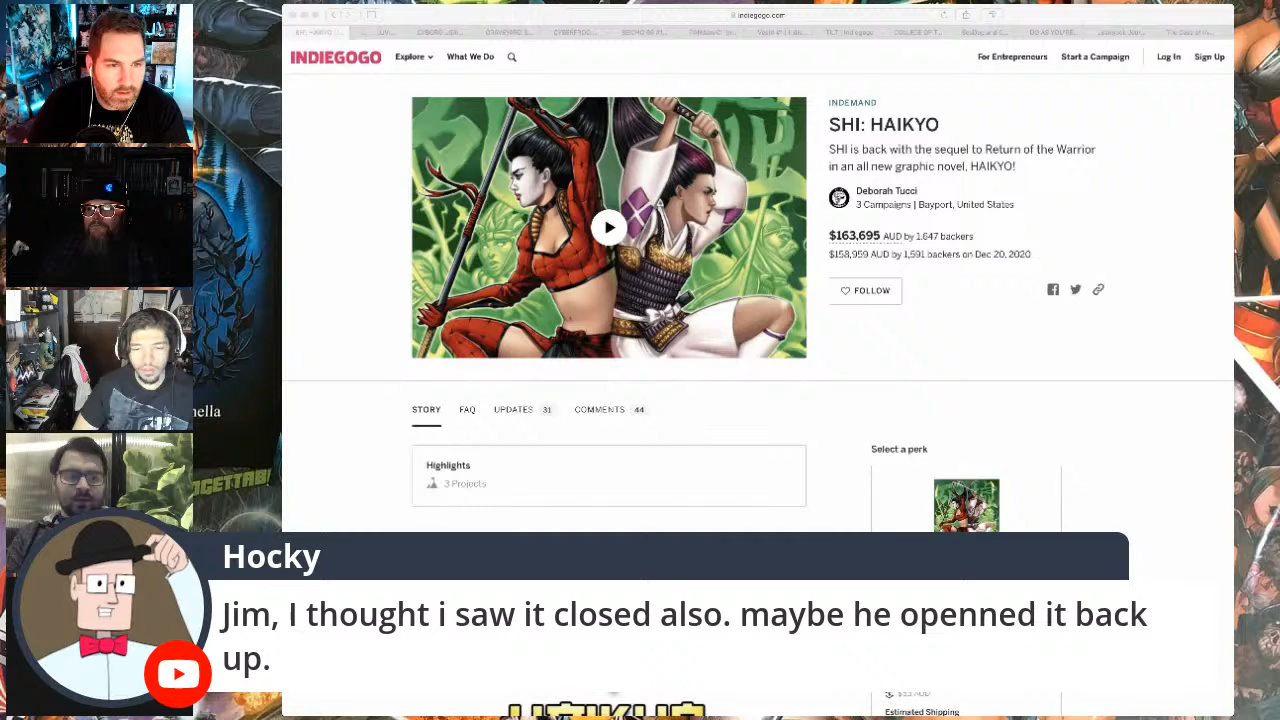 indiegogo.com
INDIEGOGO
Explore
What We Do
For Entrepreneurs
Start a Campaign
Log In
Sign Up
INDEMAND
SHI: HAIKYO
SHI is back with the sequel to Return of the Warrior
in an all new graphic novel, HAIKYO!
Deborah Tucci
3 Campaigns | Bayport, United States
$163,695 AUD by 1,647 backers
$158,959 AUD by 1,591 backers on Dec 20, 2020
FOLLOW
STORY
FAQ
UPDATES 31
COMMENTS 44
Highlights
3 Projects
Select a perk
Hocky
Jim, I thought i saw it closed also. maybe he openned it back
up.
Estimated Shipping